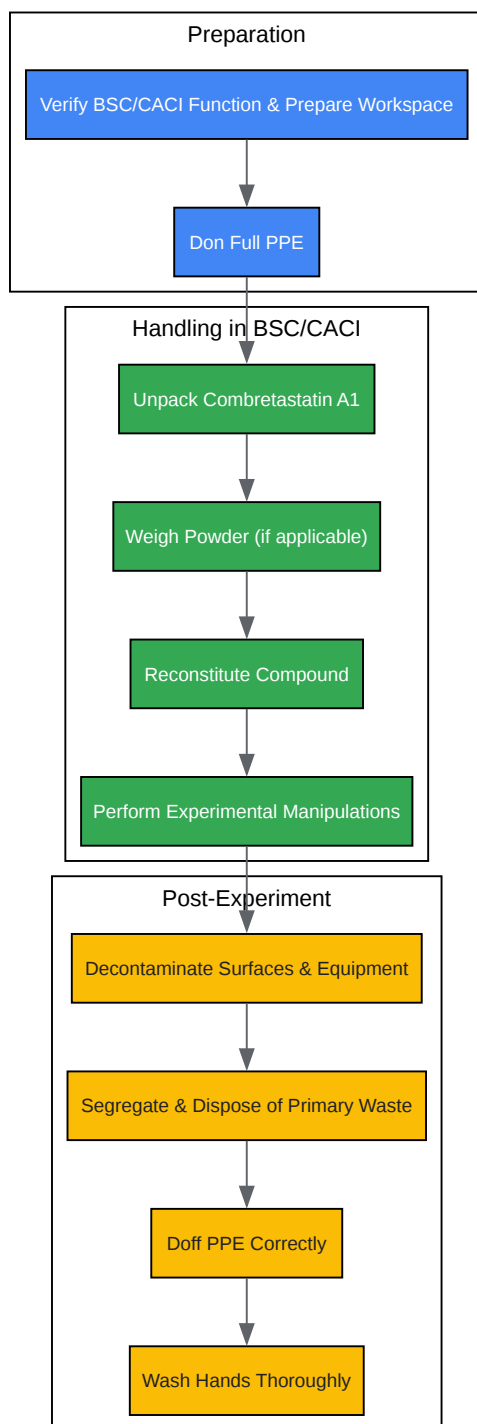 Preparation
Verify BSC/CACI Function & Prepare Workspace
Don Full PPE
Handling in BSC/CACI
Unpack Combretastatin A1
Weigh Powder (if applicable)
Reconstitute Compound
Perform Experimental Manipulations
Post-Experiment
Decontaminate Surfaces & Equipment
Segregate & Dispose of Primary Waste
Doff PPE Correctly
Wash Hands Thoroughly